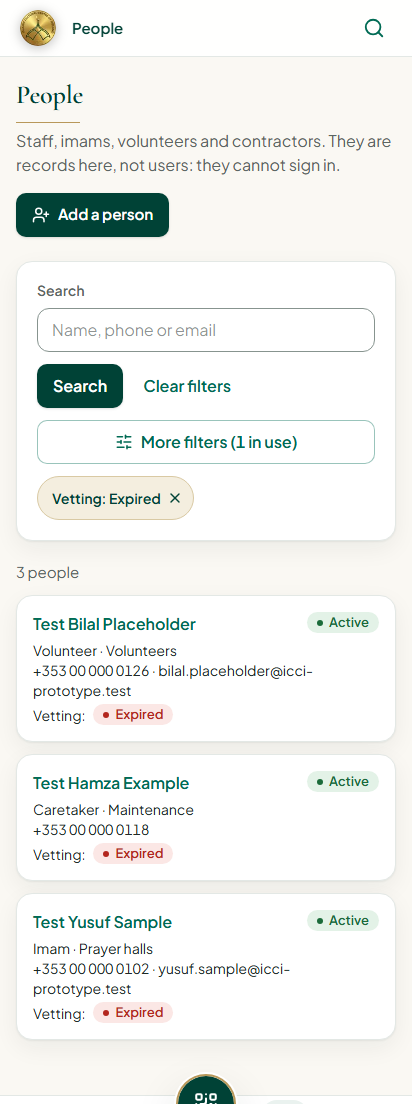 People
People
Staff, imams, volunteers and contractors. They are
records here, not users: they cannot sign in.
Add a person
Search
Name, phone or email
Search
Clear filters
More filters (1 in use)
Vetting: Expired
3 people
Test Bilal Placeholder
Active
Volunteer · Volunteers
+353 00 000 0126 · bilal.placeholder@icci-
prototype.test
Vetting: Expired
Test Hamza Example
Active
Caretaker · Maintenance
+353 00 000 0118
Vetting: Expired
Test Yusuf Sample
Active
Imam · Prayer halls
+353 00 000 0102 · yusuf.sample@icci-
prototype.test
Vetting: Expired